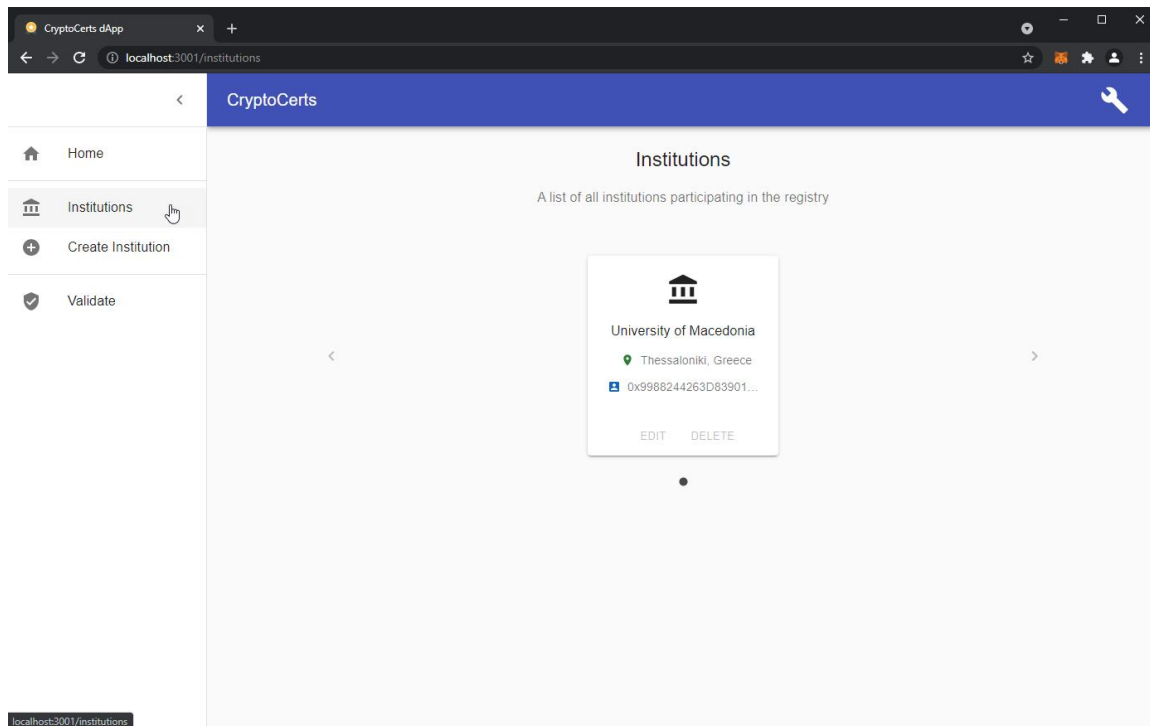 CryptoCerts dApp
localhost:3001/institutions
CryptoCerts
Home
Institutions
Create Institution
Validate
Institutions
A list of all institutions participating in the registry
University of Macedonia
Thessaloniki, Greece
0x9988244263D83901...
EDIT DELETE
localhost:3001/institutions